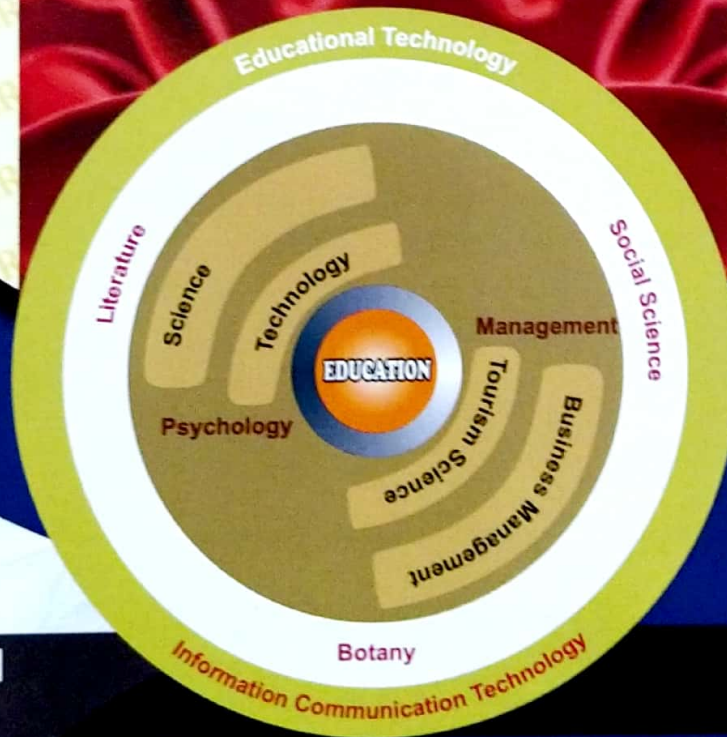 Educational Technology
Literature
Social Science
Science
Technology
Management
EDUCATION
Psychology
Tourism Science
Business Management
Botany
Information Communication Technology